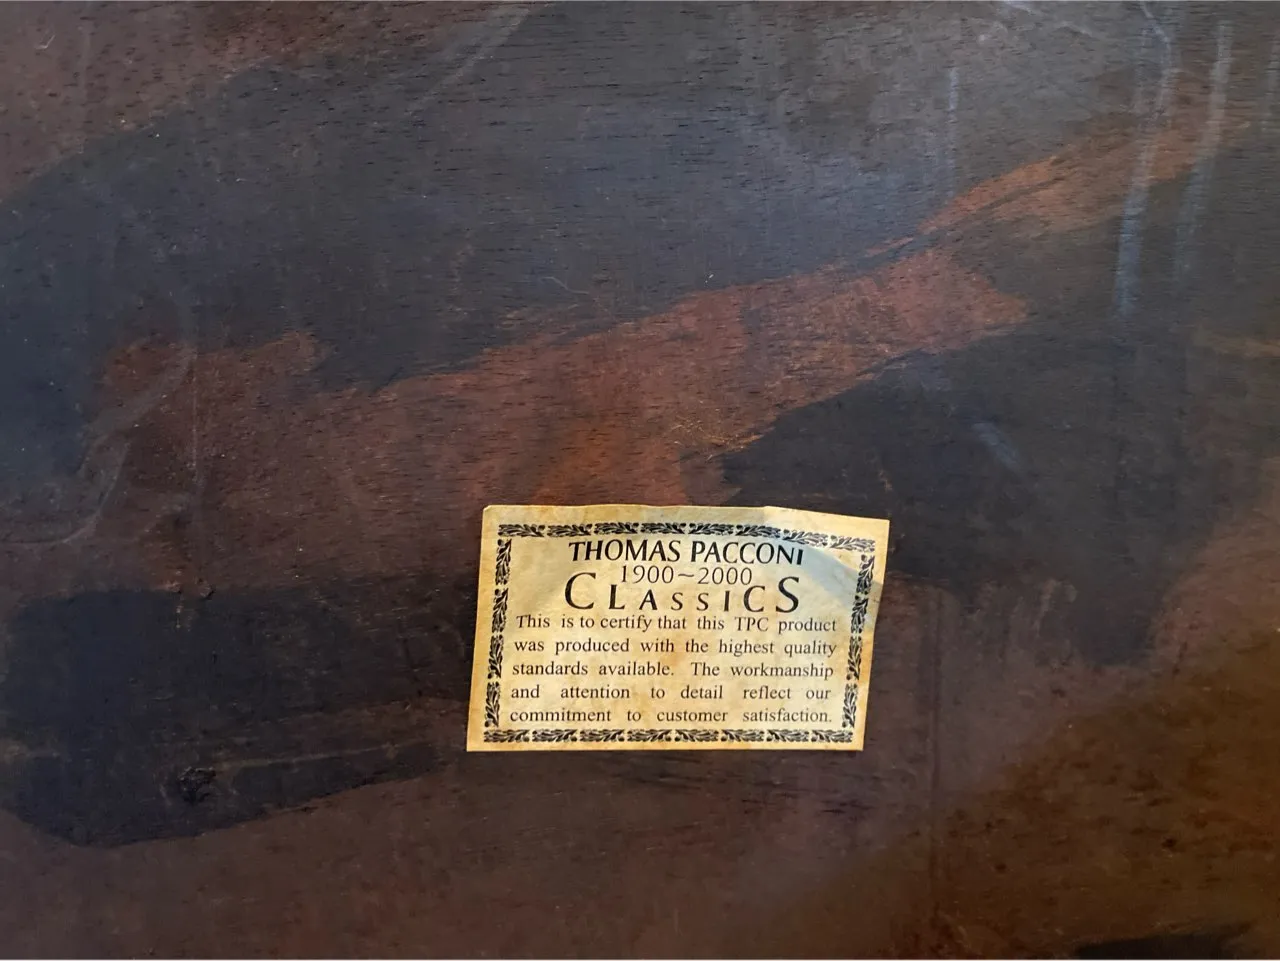 THOMAS PACCONI
1900~2000
CLASSICS
This is to certify that this TPC product
was produced with the highest quality
standards available. The workmanship
and attention to detail reflect our
commitment to customer satisfaction.